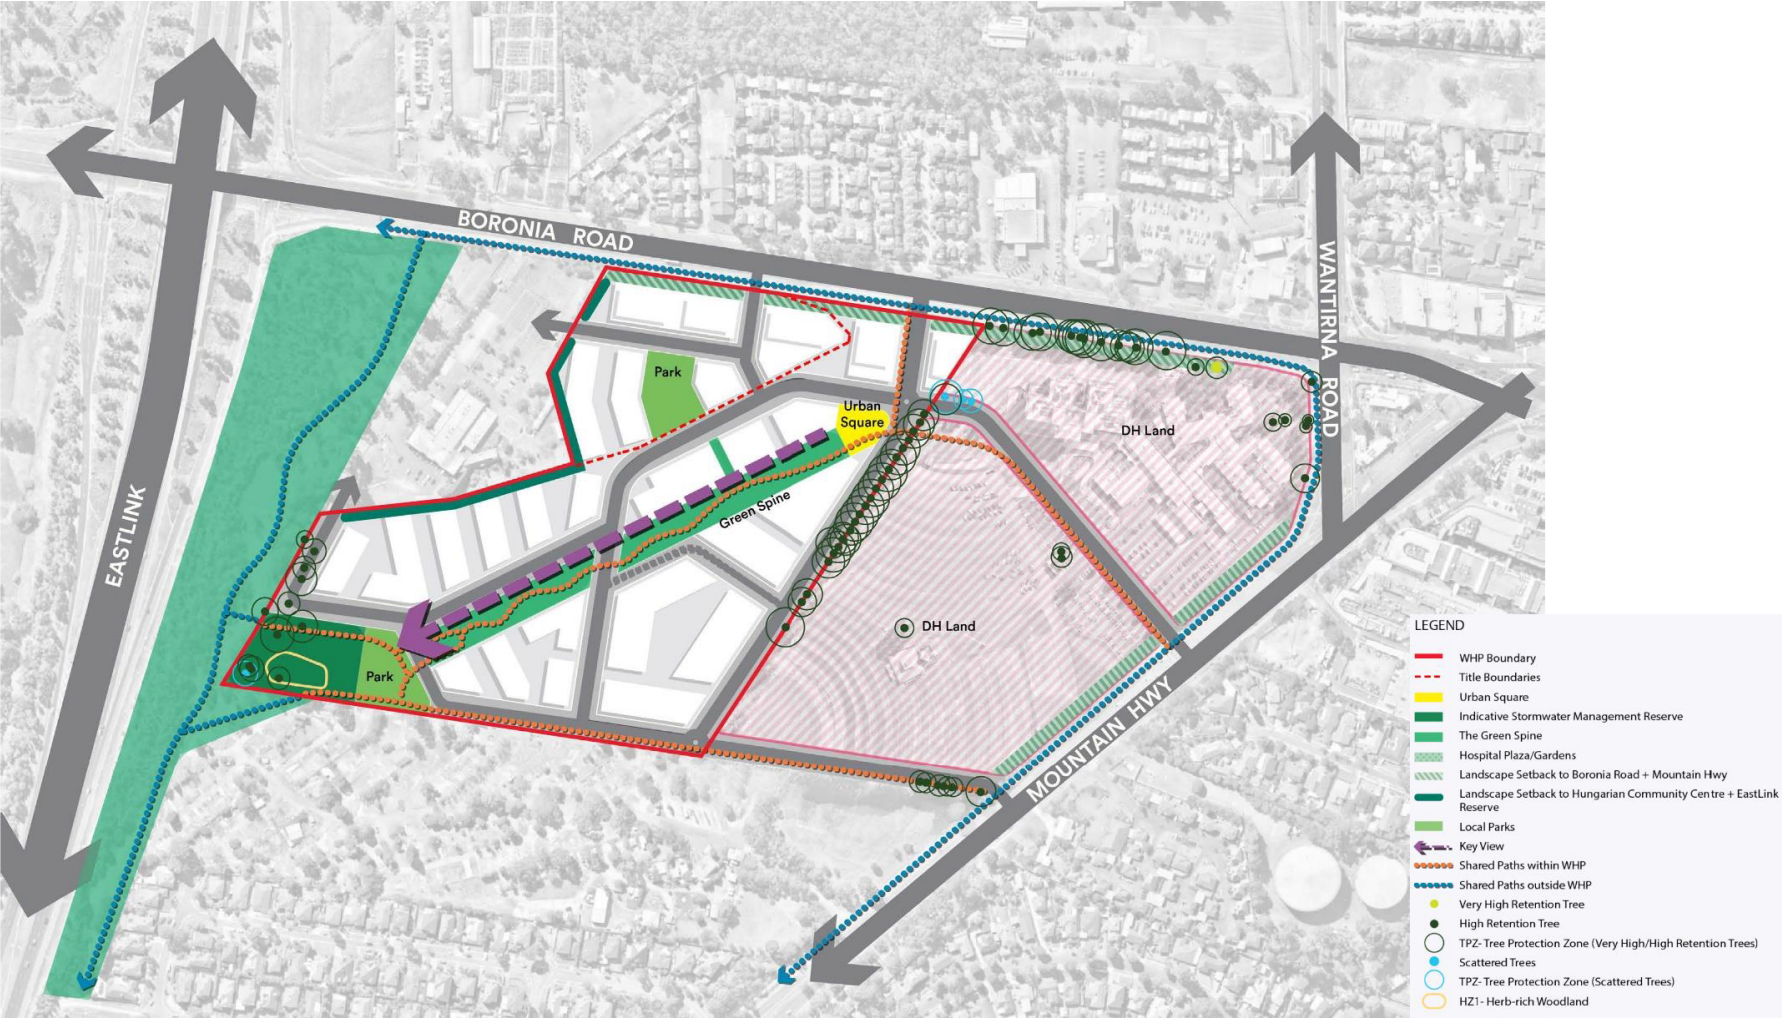 BORONIA ROAD
WANTIRNA ROAD
EASTLINK
MOUNTAIN HWY
Park
Urban
Square
Green Spine
DH Land
DH Land
Park
LEGEND
WHP Boundary
Title Boundaries
Urban Square
Indicative Stormwater Management Reserve
The Green Spine
Hospital Plaza/Gardens
Landscape Setback to Boronia Road + Mountain Hwy
Landscape Setback to Hungarian Community Centre + EastLink
Reserve
Local Parks
Key View
Shared Paths within WHP
Shared Paths outside WHP
Very High Retention Tree
High Retention Tree
TPZ- Tree Protection Zone (Very High/High Retention Trees)
Scattered Trees
TPZ- Tree Protection Zone (Scattered Trees)
HZ1- Herb-rich Woodland